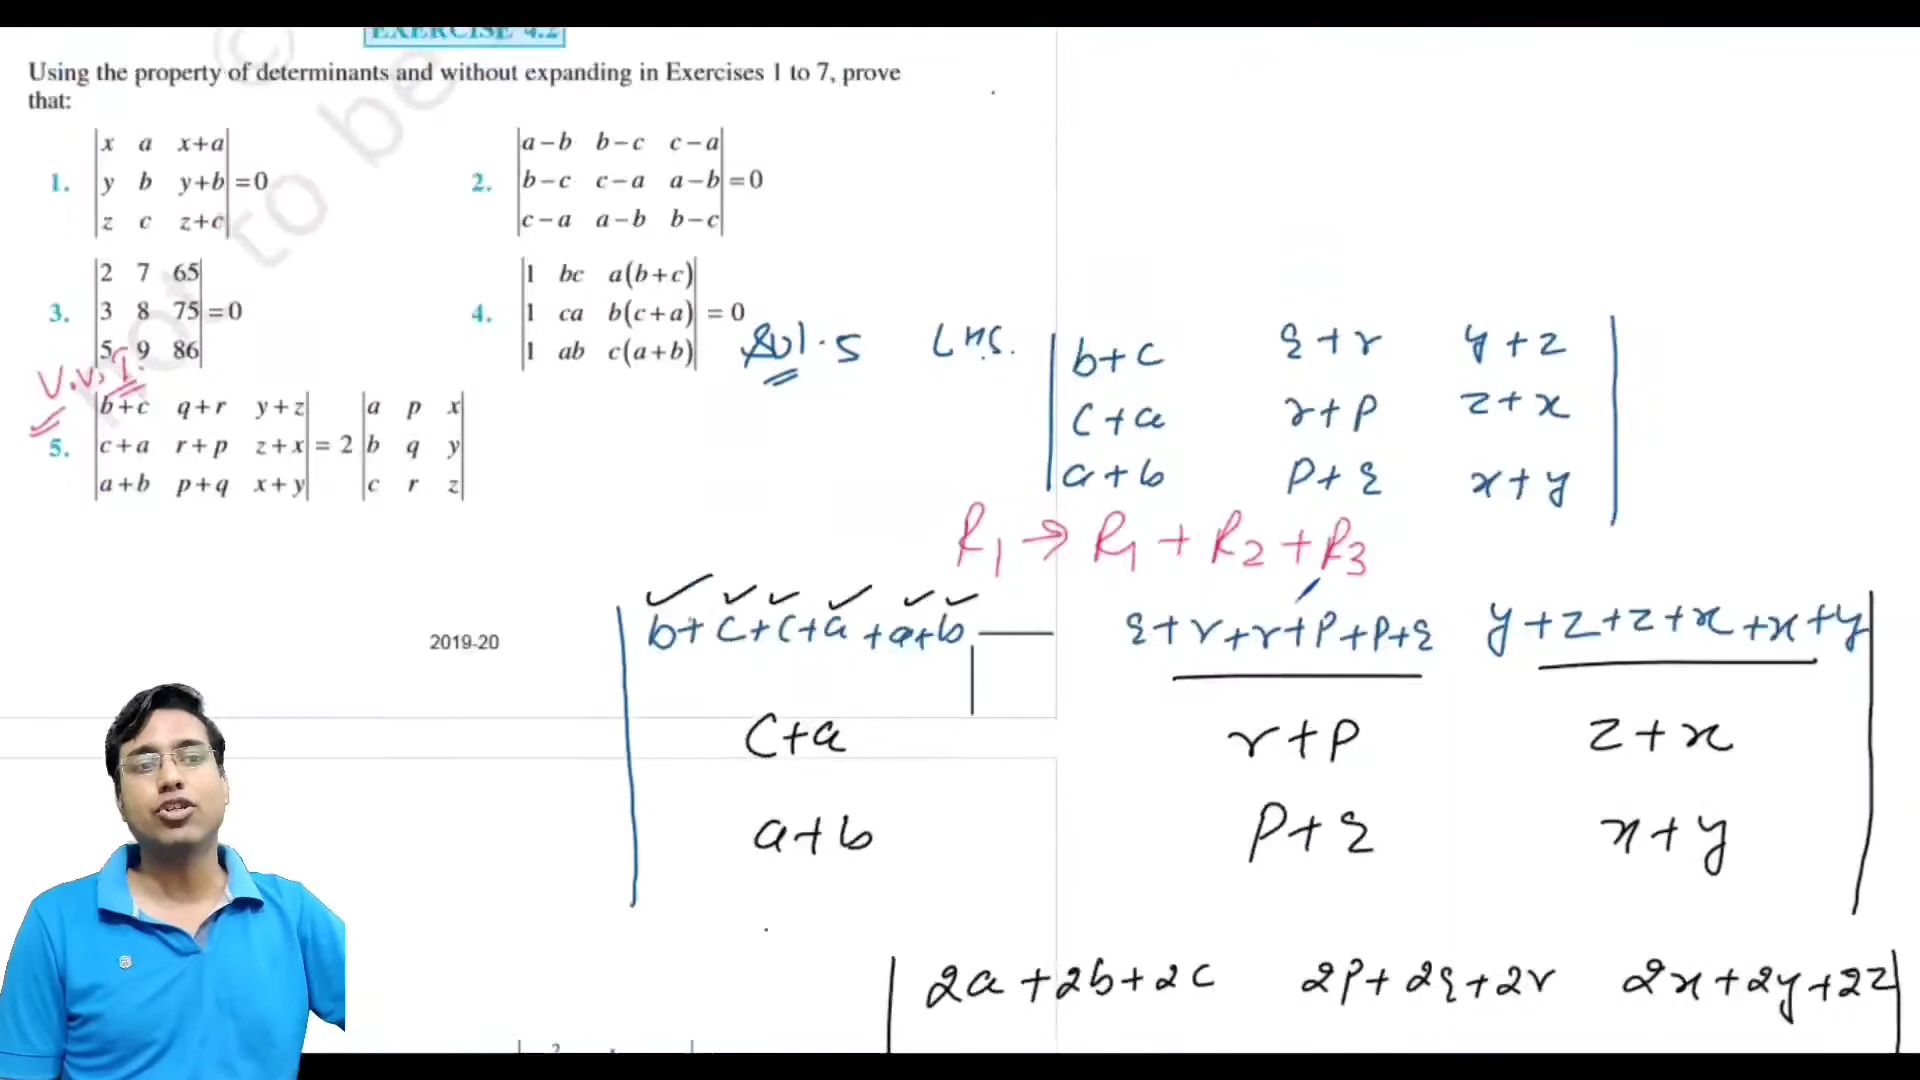 EXERCISE 4.2
Using the property of determinants and without expanding in Exercises 1 to 7, prove
that:
1. |x a x+a|
|y b y+b| = 0
|z c z+c|
2. |a−b b−c c−a|
|b−c c−a a−b| = 0
|c−a a−b b−c|
3. |2 7 65|
|3 8 75| = 0
|5 9 86|
4. |1 bc a(b+c)|
|1 ca b(c+a)| = 0
|1 ab c(a+b)|
V.V.I.
5. |b+c q+r y+z| |a p x|
|c+a r+p z+x| = 2 |b q y|
|a+b p+q x+y| |c r z|
2019-20
not to be
©
Sol.5 LHS.
|b+c q+r y+z|
|c+a r+p z+x|
|a+b p+q x+y|
R1 → R1 + R2 + R3
|b+c+c+a+a+b q+r+r+p+p+q y+z+z+x+x+y|
|c+a r+p z+x|
|a+b p+q x+y|
|2a+2b+2c 2p+2q+2r 2x+2y+2z|